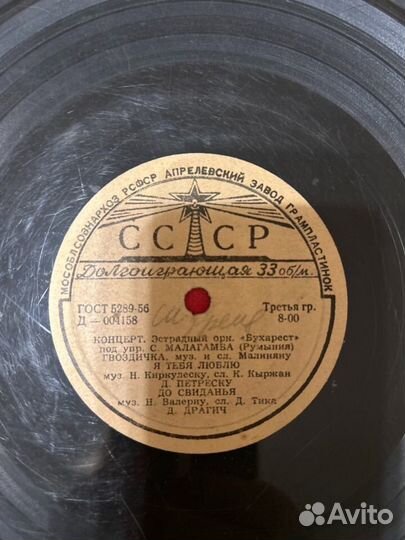 МОСОБЛСОВНАРХОЗ РСФСР АПРЕЛЕВСКИЙ ЗАВОД ГРАМПЛАСТИНОК
СССР
Долгоиграющая 33 об/м.
ГОСТ 5289-56
Д — 004158
Третья гр.
8-00
КОНЦЕРТ. Эстрадный орк. «Бухарест»
под упр. С. МАЛАГАМБА (Румыния)
ГВОЗДИЧКА, муз. и сл. Малиняну
Я ТЕБЯ ЛЮБЛЮ
муз. Н. Киркулеску, сл. К. Кыржан
Д. ПЕТРЕСКУ
ДО СВИДАНЬЯ
муз. Н. Валериу, сл. Д. Тика
Д. ДРАГИЧ
Avito